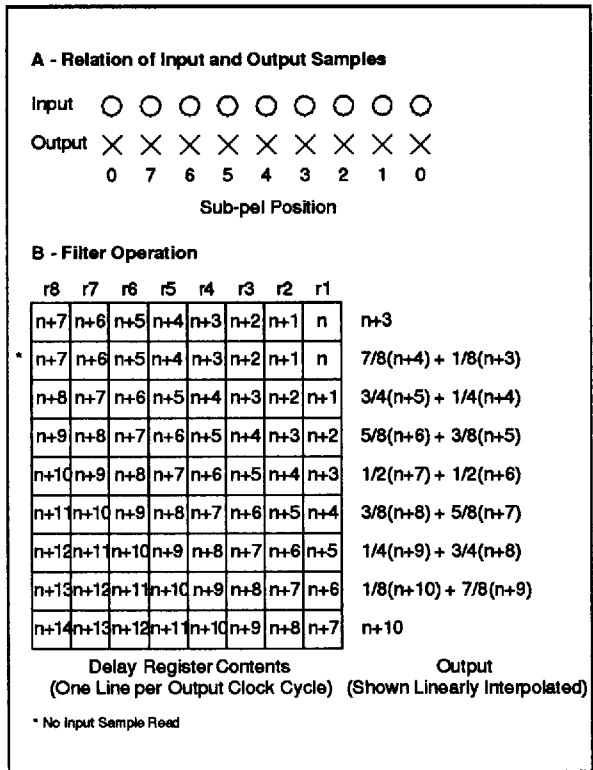 A - Relation of Input and Output Samples
Input
Output
0 7 6 5 4 3 2 1 0
Sub-pel Position
B - Filter Operation
r8 r7 r6 r5 r4 r3 r2 r1
n+7 n+6 n+5 n+4 n+3 n+2 n+1 n n+3
* n+7 n+6 n+5 n+4 n+3 n+2 n+1 n 7/8(n+4) + 1/8(n+3)
n+8 n+7 n+6 n+5 n+4 n+3 n+2 n+1 3/4(n+5) + 1/4(n+4)
n+9 n+8 n+7 n+6 n+5 n+4 n+3 n+2 5/8(n+6) + 3/8(n+5)
n+10 n+9 n+8 n+7 n+6 n+5 n+4 n+3 1/2(n+7) + 1/2(n+6)
n+11 n+10 n+9 n+8 n+7 n+6 n+5 n+4 3/8(n+8) + 5/8(n+7)
n+12 n+11 n+10 n+9 n+8 n+7 n+6 n+5 1/4(n+9) + 3/4(n+8)
n+13 n+12 n+11 n+10 n+9 n+8 n+7 n+6 1/8(n+10) + 7/8(n+9)
n+14 n+13 n+12 n+11 n+10 n+9 n+8 n+7 n+10
Delay Register Contents Output
(One Line per Output Clock Cycle) (Shown Linearly Interpolated)
* No Input Sample Read